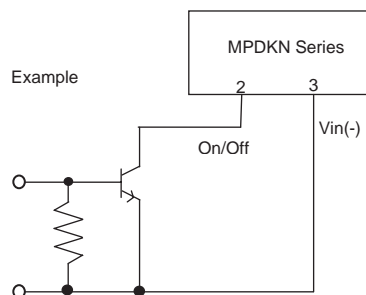 MPDKN Series
Example
2 3
Vin(-)
On/Off